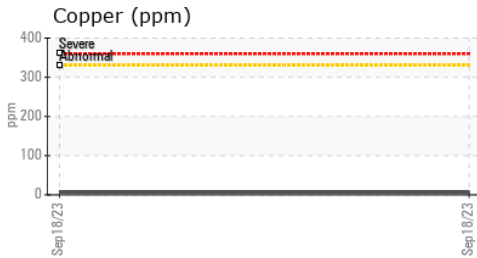 Copper (ppm)
400
Severe
Abnormal
300
ppm
200
100
0
Sep18/23
Sep18/23